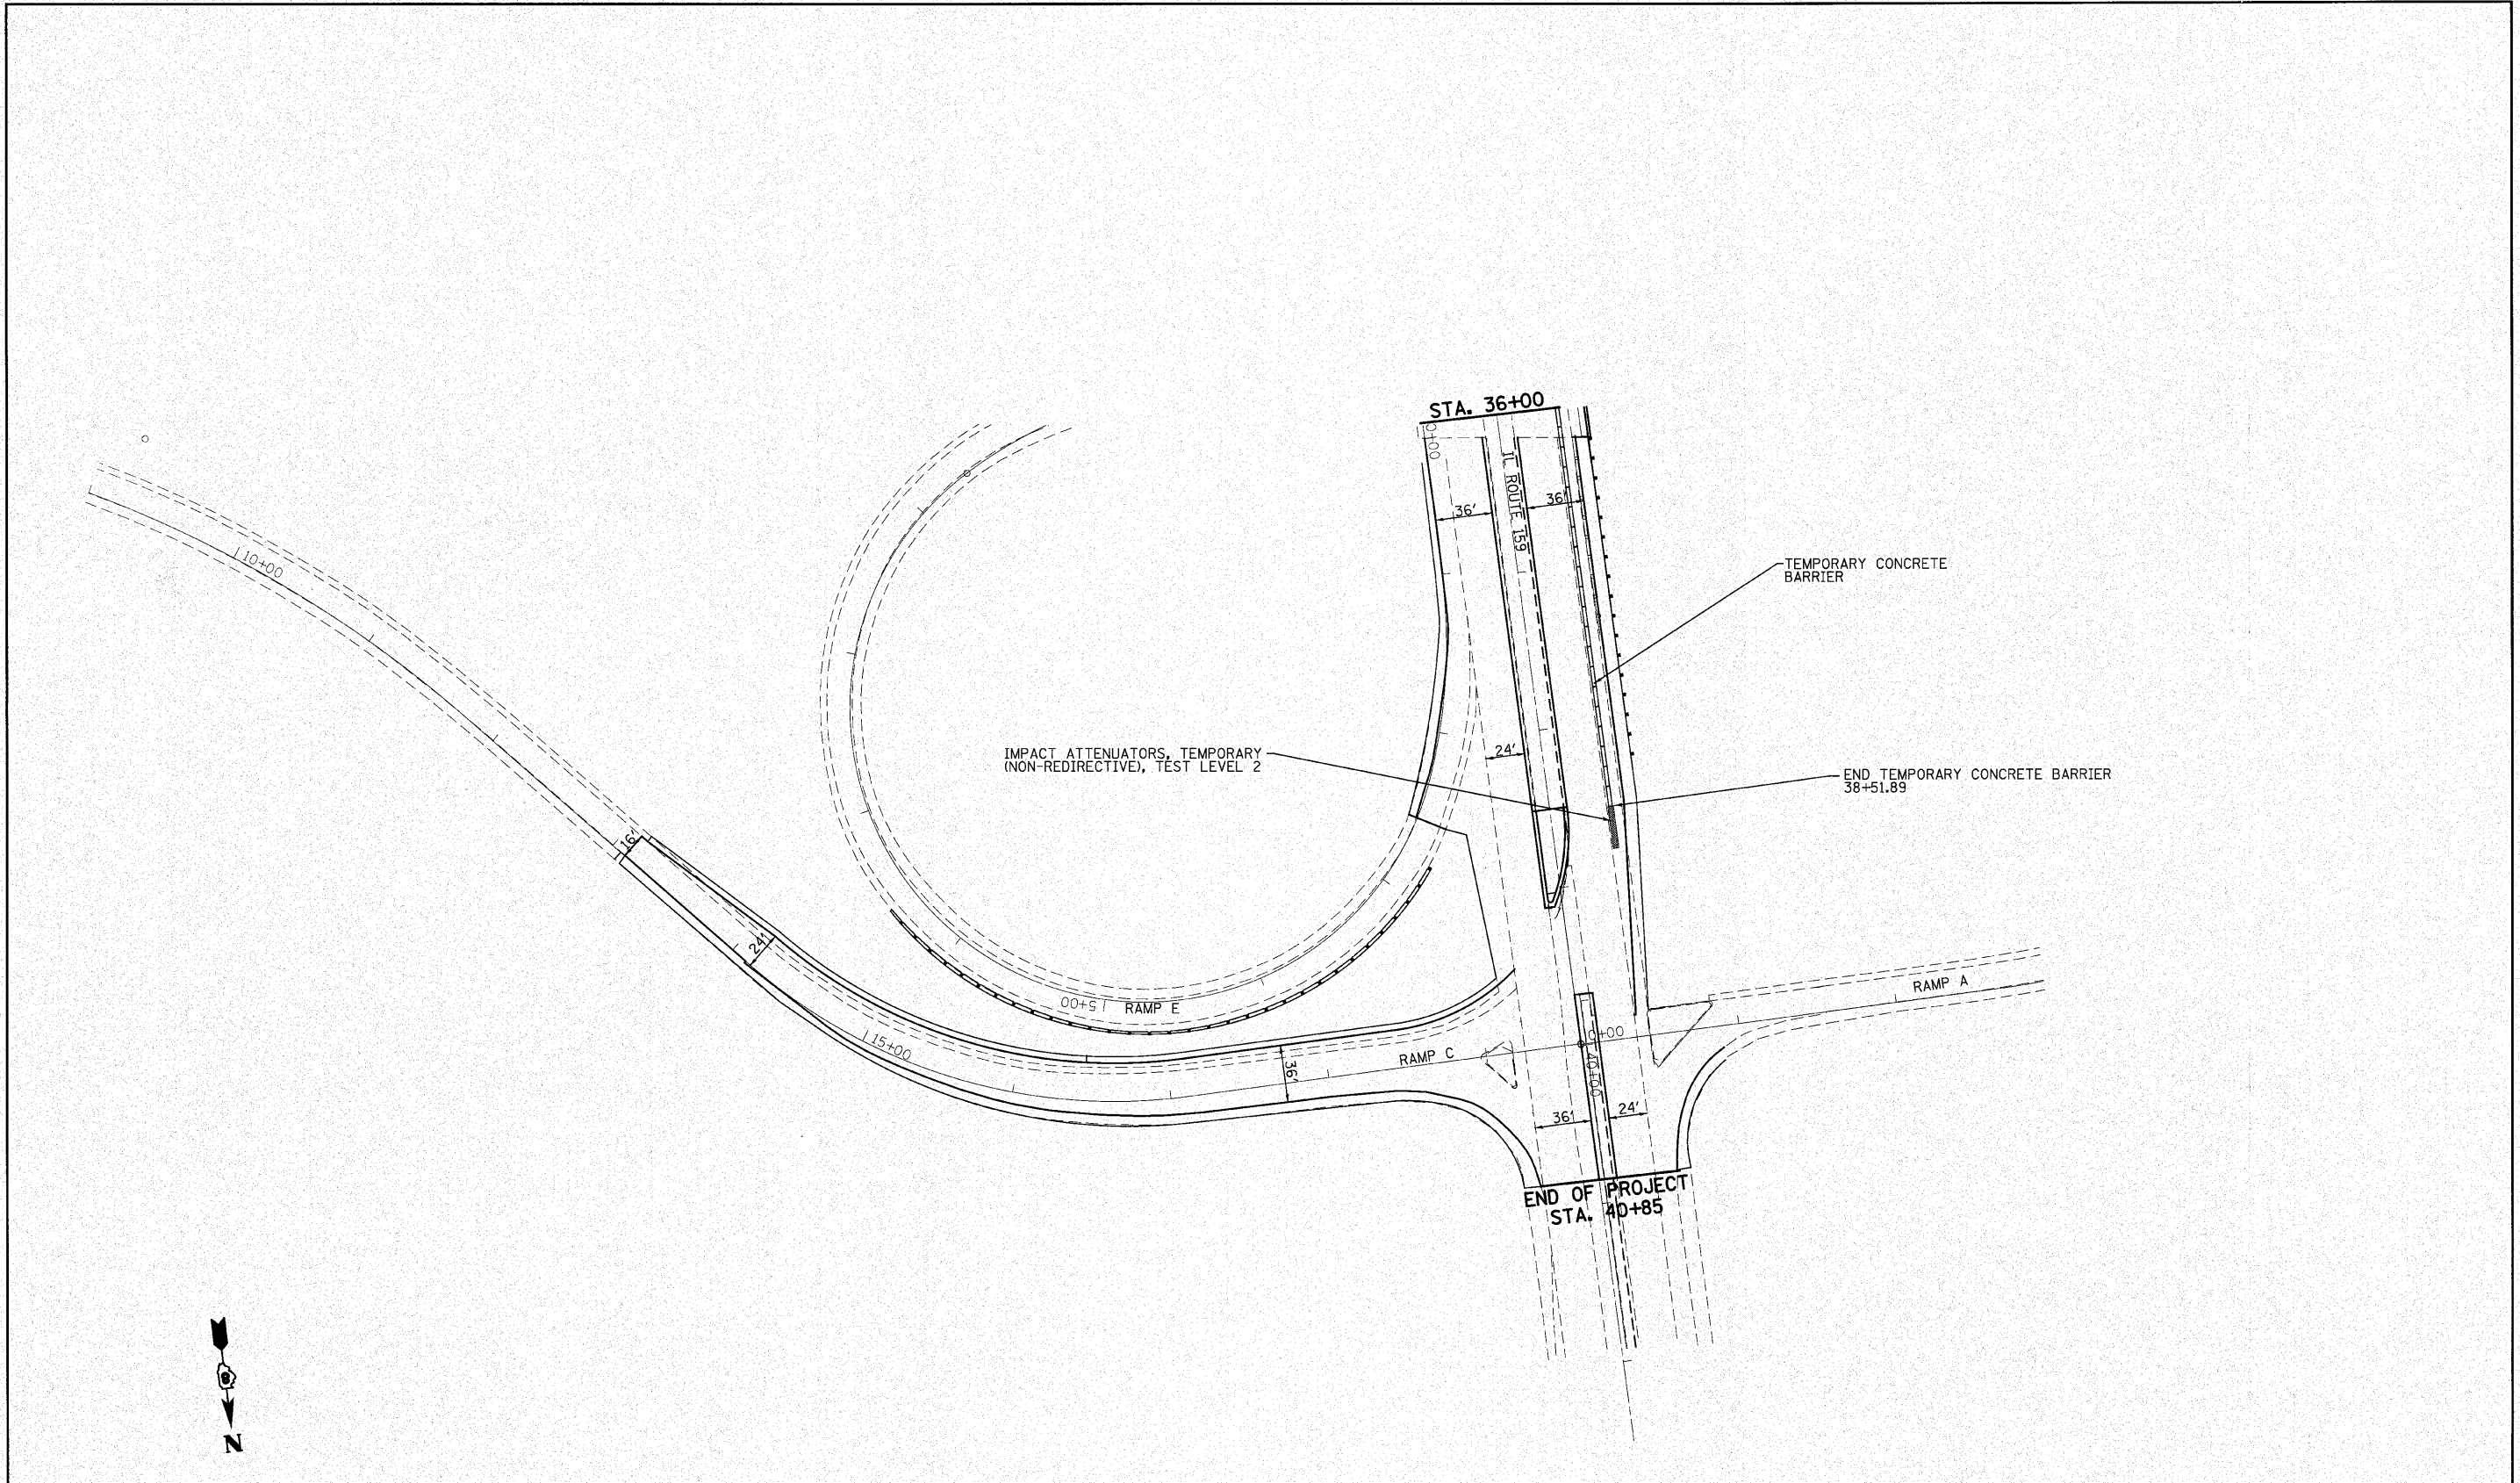 STA. 36+00
0+00
IL ROUTE 159
36'
36'
10+00
TEMPORARY CONCRETE
BARRIER
IMPACT ATTENUATORS, TEMPORARY
(NON-REDIRECTIVE), TEST LEVEL 2
24'
END TEMPORARY CONCRETE BARRIER
38+51.89
16'
24'
5+00
RAMP E
15+00
RAMP C
36'
0+00
RAMP A
40+00
36'
24'
END OF PROJECT
STA. 40+85
8
N